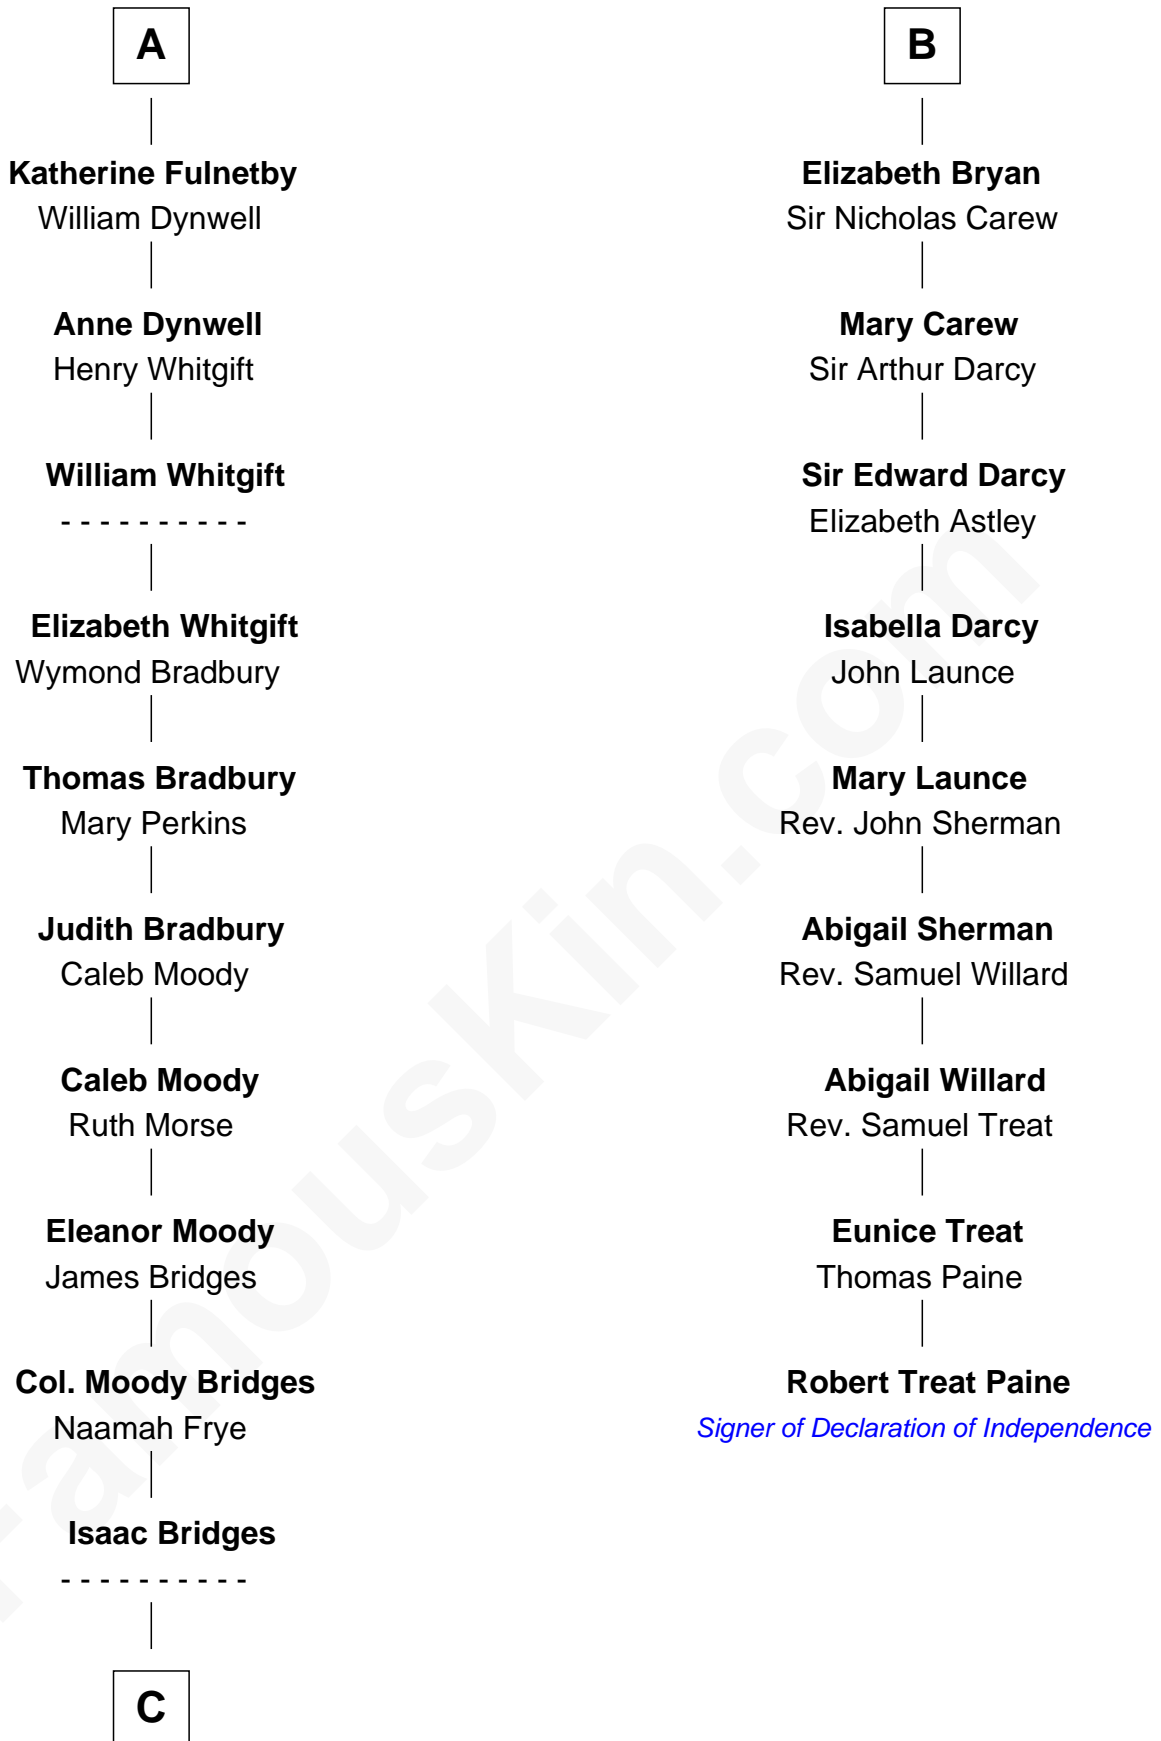 A
Katherine Fulnetby
William Dynwell
Anne Dynwell
Henry Whitgift
William Whitgift
- - - - - - - - - -
Elizabeth Whitgift
Wymond Bradbury
Thomas Bradbury
Mary Perkins
Judith Bradbury
Caleb Moody
Caleb Moody
Ruth Morse
Eleanor Moody
James Bridges
Col. Moody Bridges
Naamah Frye
Isaac Bridges
- - - - - - - - - -
C
B
Elizabeth Bryan
Sir Nicholas Carew
Mary Carew
Sir Arthur Darcy
Sir Edward Darcy
Elizabeth Astley
Isabella Darcy
John Launce
Mary Launce
Rev. John Sherman
Abigail Sherman
Rev. Samuel Willard
Abigail Willard
Rev. Samuel Treat
Eunice Treat
Thomas Paine
Robert Treat Paine
Signer of Declaration of Independence
FamousKin.com